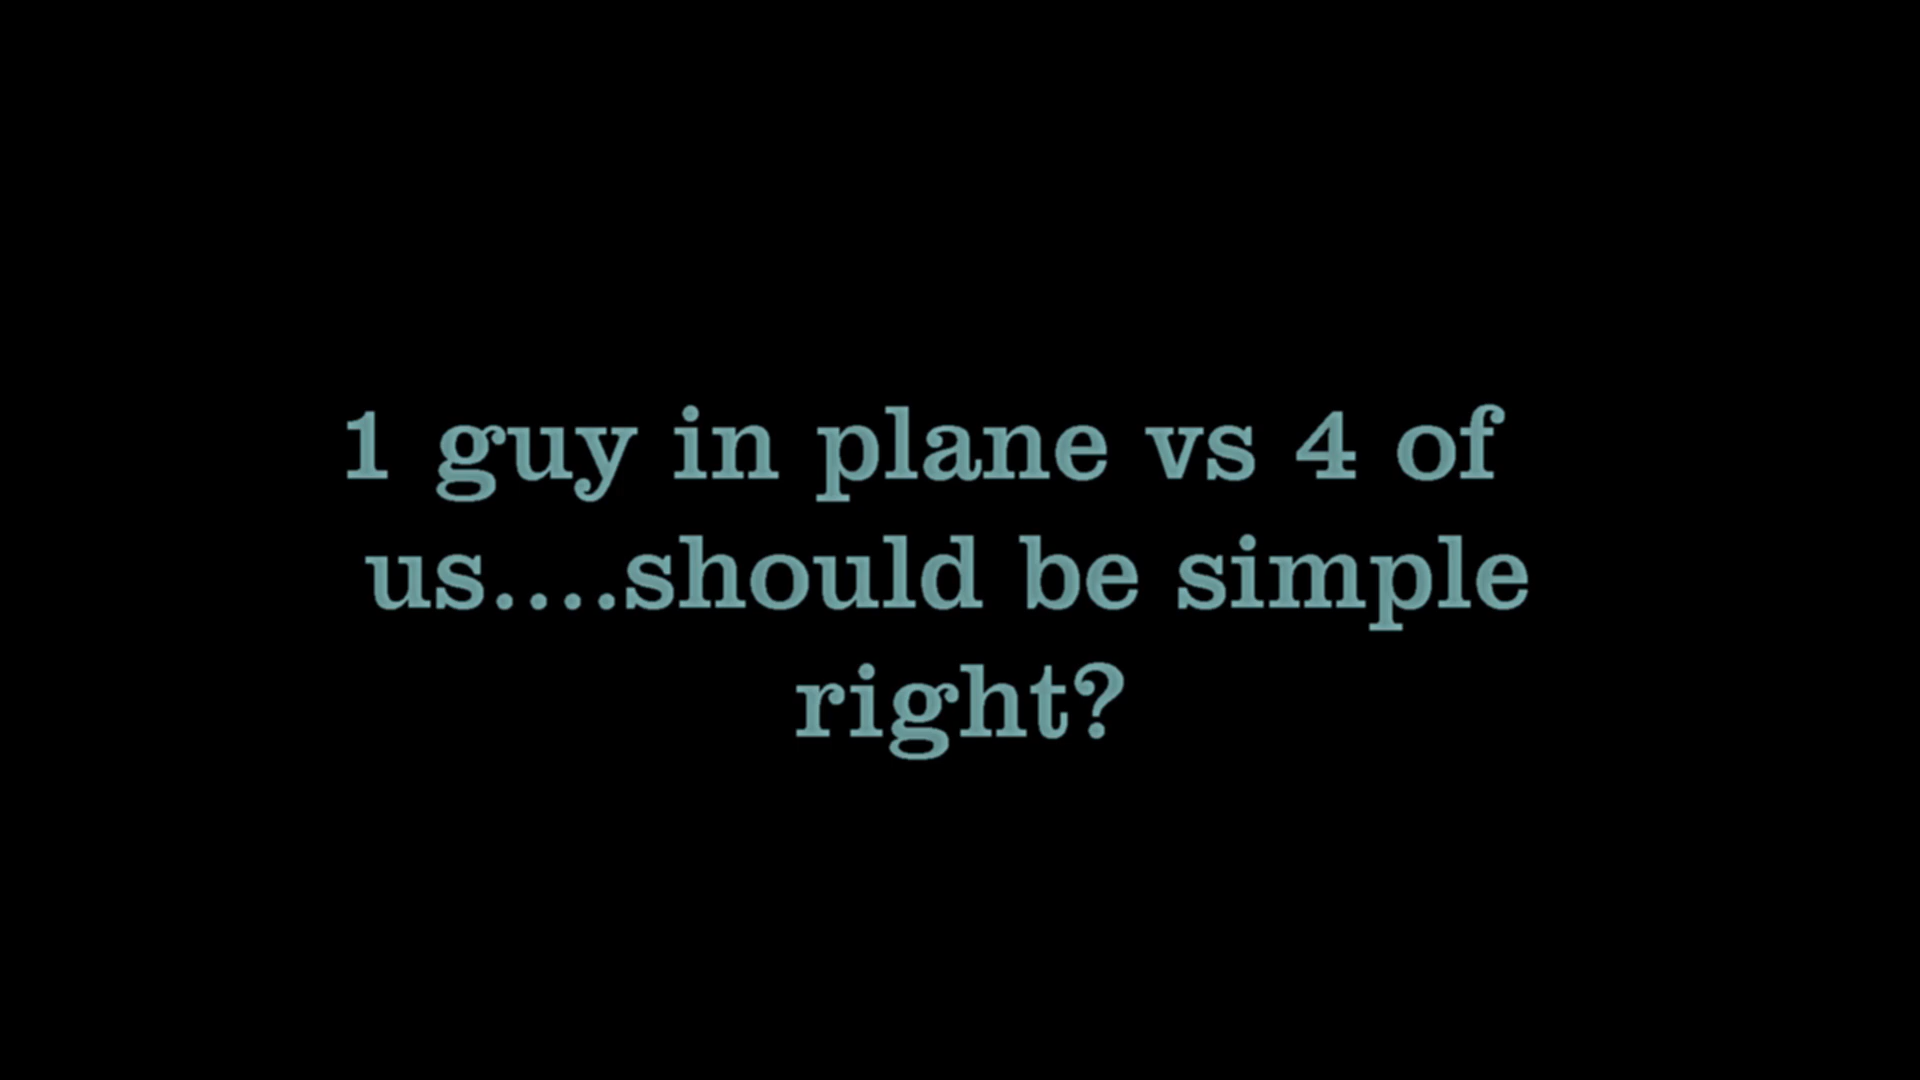 1 guy in plane vs 4 of
us....should be simple
right?